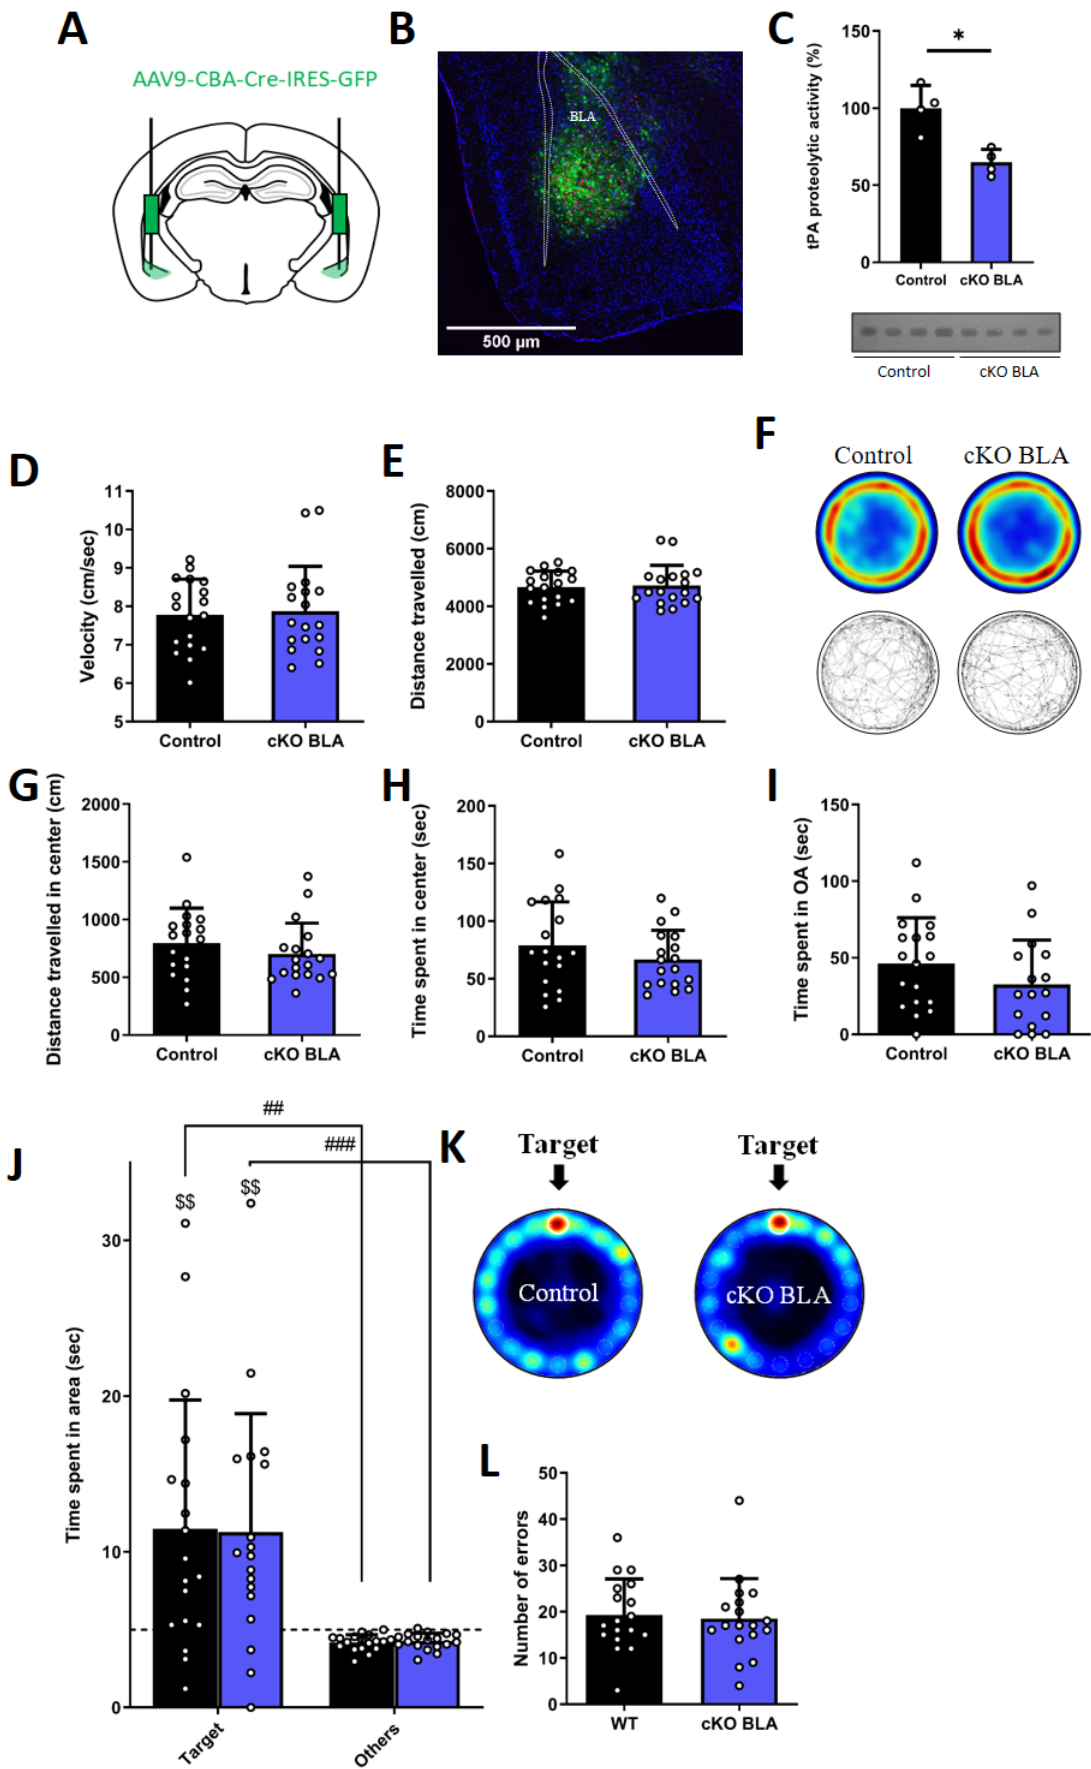 A
AAV9-CBA-Cre-IRES-GFP
B
BLA
500 µm
C
tPA proteolytic activity (%)
150
100
50
0
*
Control
cKO BLA
Control
cKO BLA
D
Velocity (cm/sec)
11
10
9
8
7
6
5
Control
cKO BLA
E
Distance travelled (cm)
8000
6000
4000
2000
0
Control
cKO BLA
F
Control
cKO BLA
G
Distance travelled in center (cm)
2000
1500
1000
500
0
Control
cKO BLA
H
Time spent in center (sec)
200
150
100
50
0
Control
cKO BLA
I
Time spent in OA (sec)
150
100
50
0
Control
cKO BLA
J
Time spent in area (sec)
##
###
$$
$$
30
20
10
0
Target
Others
K
Target
Target
Control
cKO BLA
L
Number of errors
50
40
30
20
10
0
WT
cKO BLA